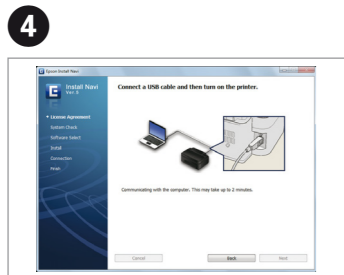 4
Epson Install Navi
Install Navi
Ver. 8
Connect a USB cable and then turn on the printer.
License Agreement
System Check
Software Select
Install
Connection
Print
Communicating with the computer. This may take up to 2 minutes.
Cancel
Back
Next